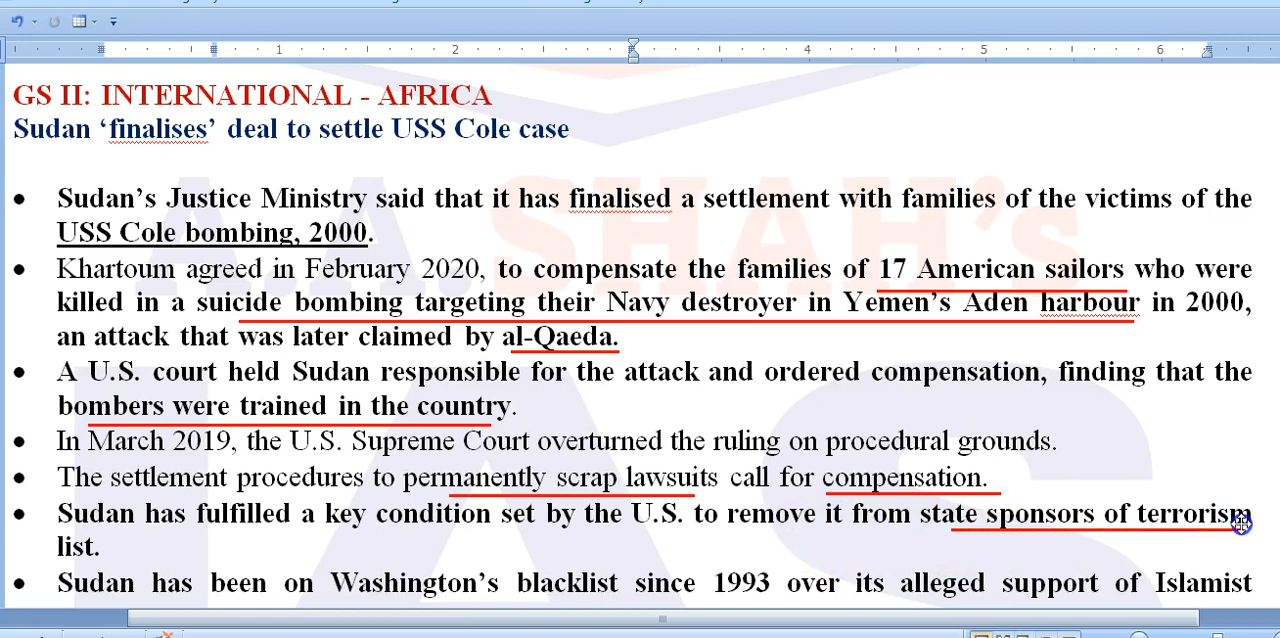 1 2 4 5 6
GS II: INTERNATIONAL - AFRICA
Sudan ‘finalises’ deal to settle USS Cole case
A.A. SHAH's
IAS
• Sudan’s Justice Ministry said that it has finalised a settlement with families of the victims of the
USS Cole bombing, 2000.
• Khartoum agreed in February 2020, to compensate the families of 17 American sailors who were
killed in a suicide bombing targeting their Navy destroyer in Yemen’s Aden harbour in 2000,
an attack that was later claimed by al-Qaeda.
• A U.S. court held Sudan responsible for the attack and ordered compensation, finding that the
bombers were trained in the country.
• In March 2019, the U.S. Supreme Court overturned the ruling on procedural grounds.
• The settlement procedures to permanently scrap lawsuits call for compensation.
• Sudan has fulfilled a key condition set by the U.S. to remove it from state sponsors of terrorism
list.
• Sudan has been on Washington’s blacklist since 1993 over its alleged support of Islamist